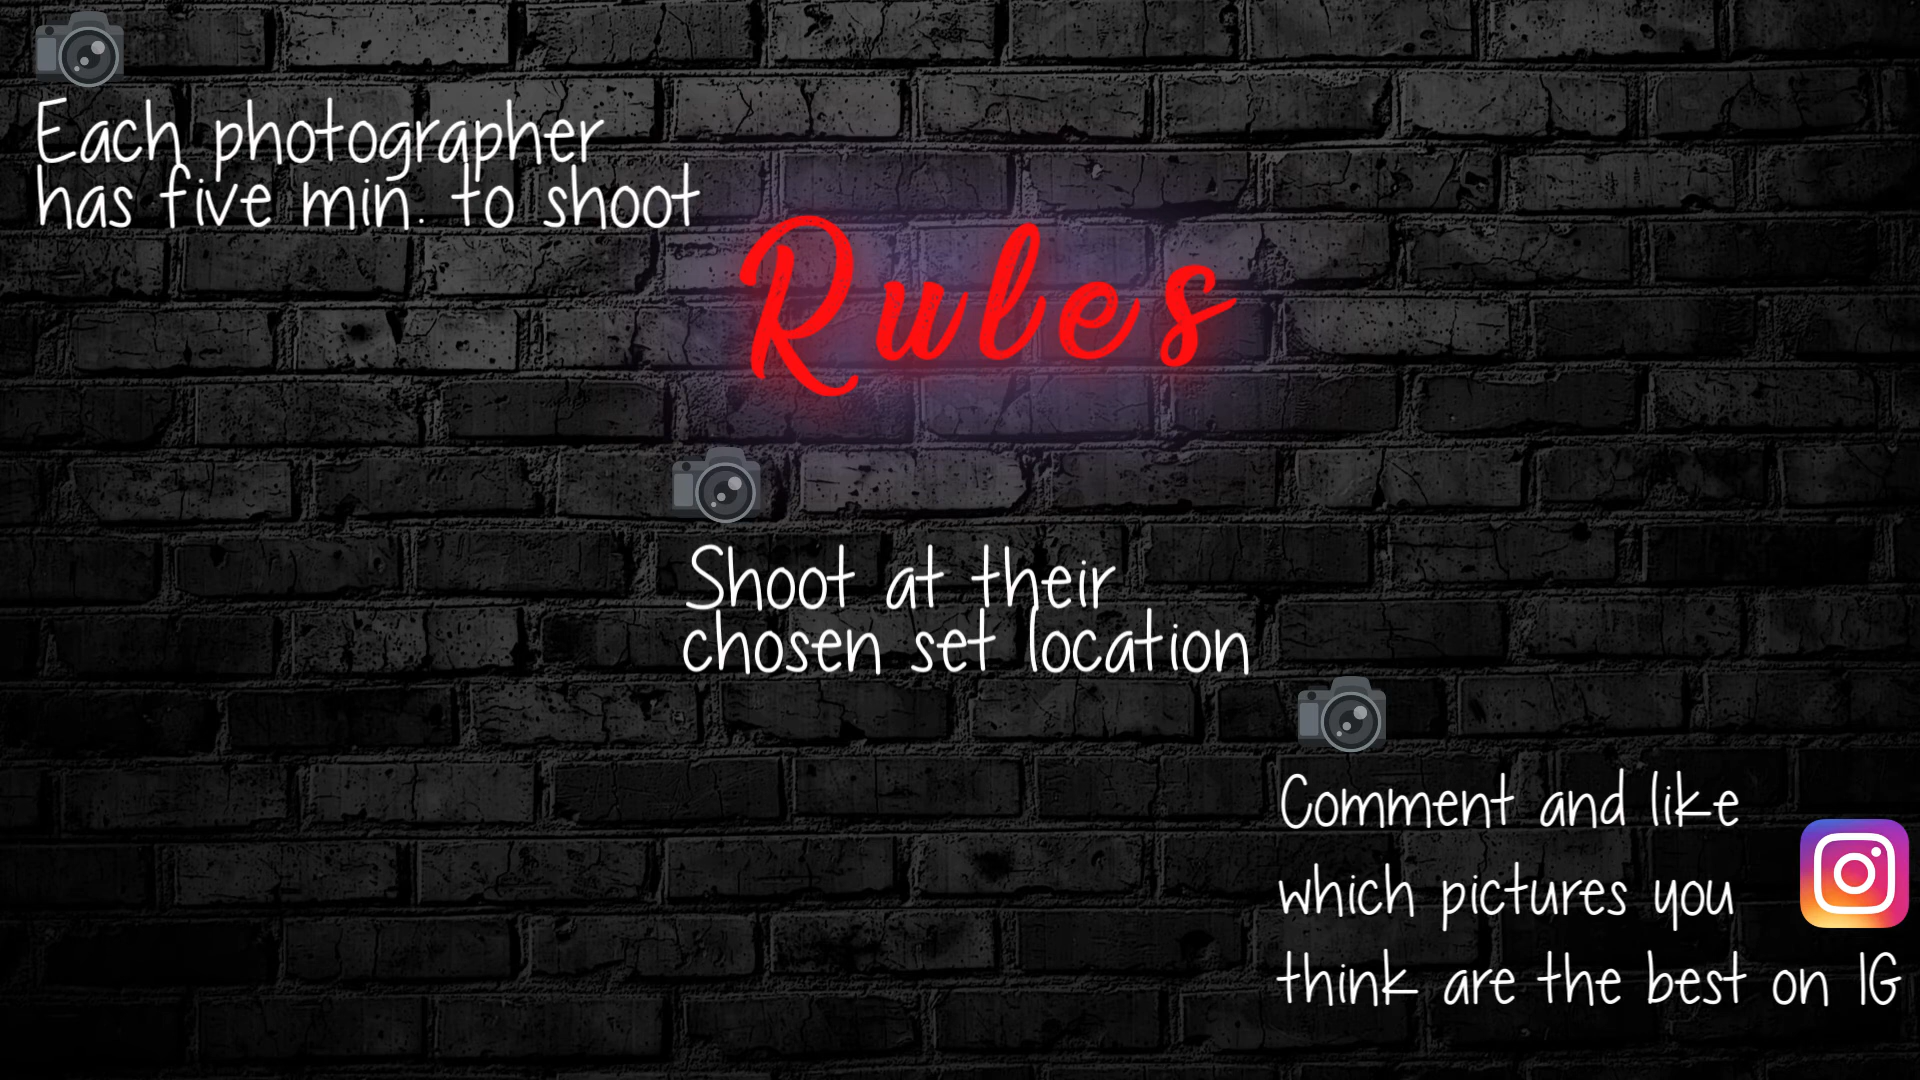 Each photographer
has five min. to shoot
Rules
Shoot at their
chosen set location
Comment and like
which pictures you
think are the best on IG